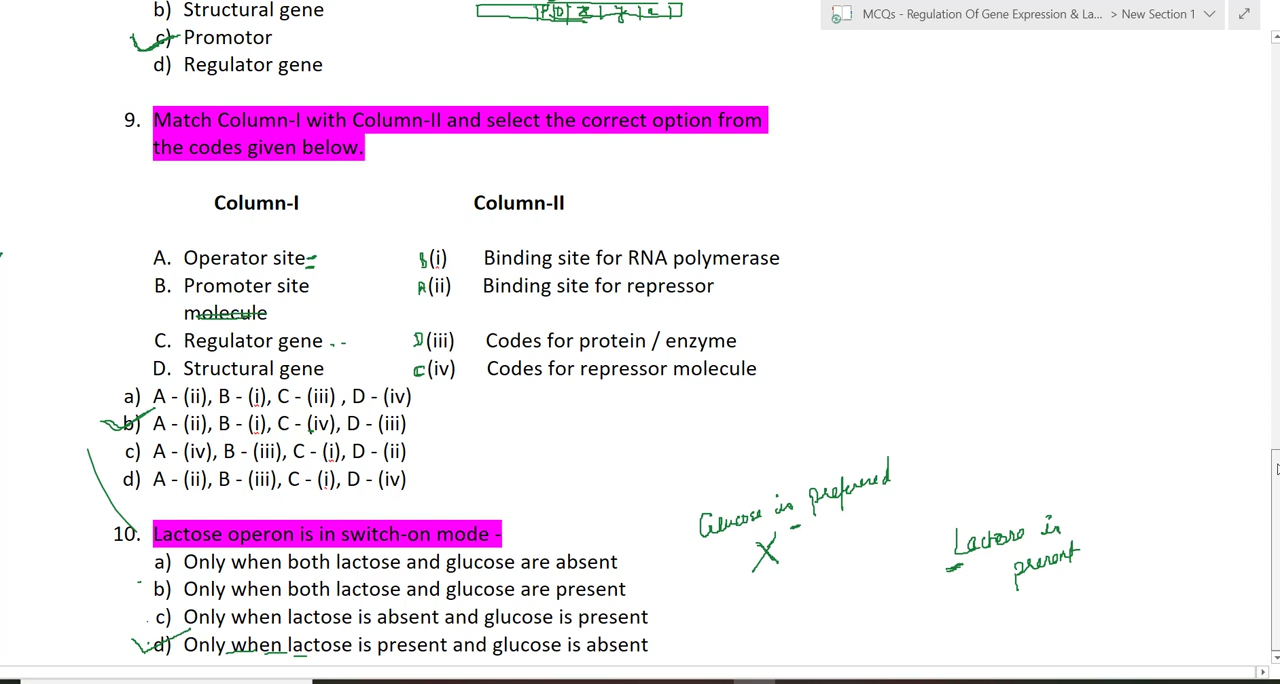 b) Structural gene
P O z y a
MCQs - Regulation Of Gene Expression & La... > New Section 1
c) Promotor
d) Regulator gene
9. Match Column-I with Column-II and select the correct option from
the codes given below.
Column-I Column-II
A. Operator site B (i) Binding site for RNA polymerase
B. Promoter site A (ii) Binding site for repressor
molecule
C. Regulator gene D (iii) Codes for protein / enzyme
D. Structural gene C (iv) Codes for repressor molecule
a) A - (ii), B - (i), C - (iii) , D - (iv)
b) A - (ii), B - (i), C - (iv), D - (iii)
c) A - (iv), B - (iii), C - (i), D - (ii)
d) A - (ii), B - (iii), C - (i), D - (iv)
Glucose is preferred
X
Lactose is
present
10. Lactose operon is in switch-on mode -
a) Only when both lactose and glucose are absent
b) Only when both lactose and glucose are present
c) Only when lactose is absent and glucose is present
d) Only when lactose is present and glucose is absent